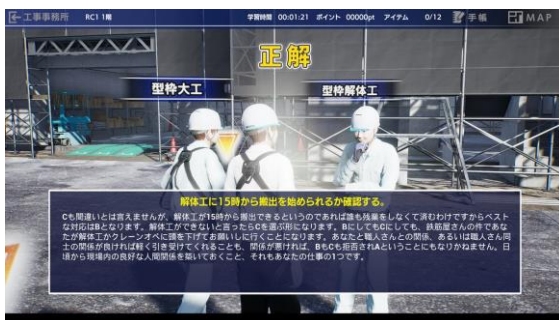 工事事務所 RC1 1階 学習時間 00:01:21 ポイント 00000pt アイテム 0/12 手帳 MAP
正解
型枠大工 型枠解体工
解体工に15時から搬出を始められるか確認する。
Cも間違いとは言えませんが、解体工が15時から搬出できるというのであれば誰も残業をしなくて済むわけですからベスト
な対応はBとなります。解体工ができないと言ったらCを選ぶ形になります。BにしてもCにしても、鉄筋屋さんの件であな
たが解体工かクレーンオペに頭を下げてお願いしに行くことになります。あなたと職人さんとの関係、あるいは職人さん同
士の関係が良ければ軽く引き受けてくれることも、関係が悪ければ、BもCも拒否されAということにもなりかねません。日
頃から現場内の良好な人間関係を築いておくこと、それもあなたの仕事の1つです。